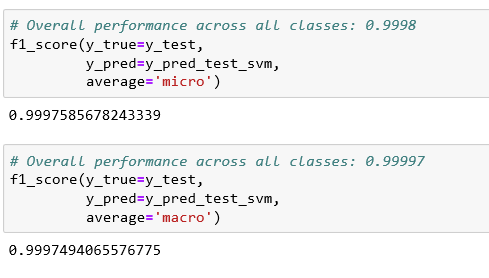 # Overall performance across all classes: 0.9998
f1_score(y_true=y_test,
y_pred=y_pred_test_svm,
average='micro')
0.9997585678243339
# Overall performance across all classes: 0.99997
f1_score(y_true=y_test,
y_pred=y_pred_test_svm,
average='macro')
0.9997494065576775